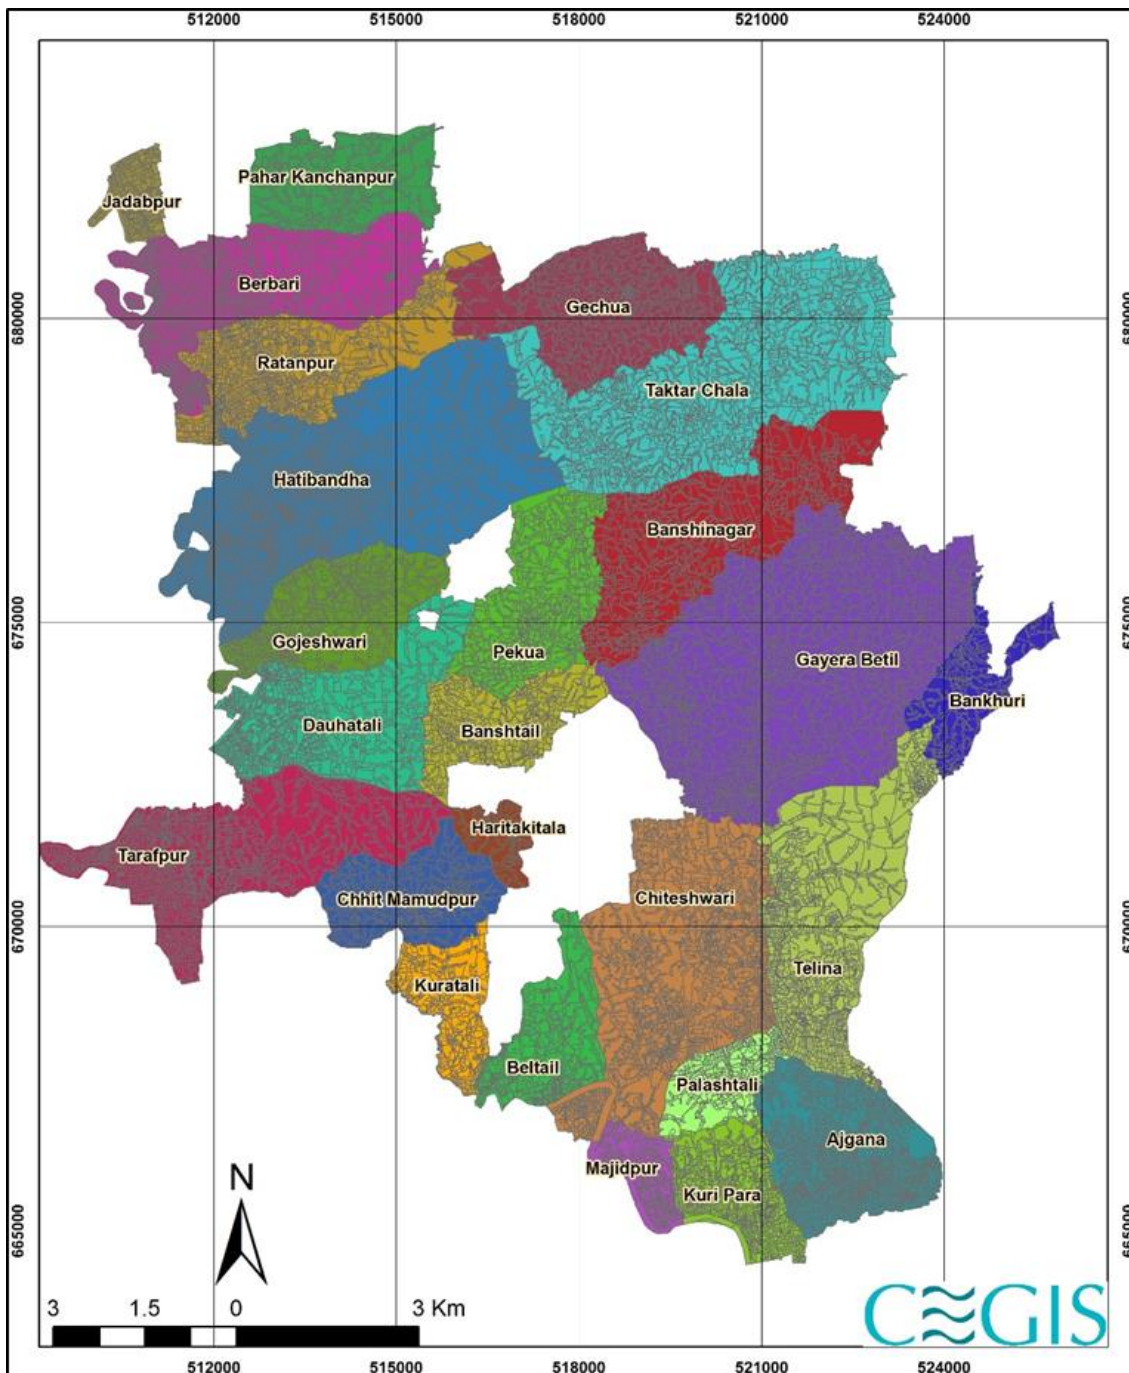 512000 515000 518000 521000 524000
Pahar Kanchanpur
Jadabpur
Berbari
Gechua
680000 680000
Ratanpur
Taktar Chala
Hatibandha
Banshinagar
675000 675000
Gojeshwari
Pekua
Gayera Betil
Bankhuri
Dauhatali
Banshtail
Haritakitala
Tarafpur
Chhit Mamudpur
Chiteshwari
670000 670000
Telina
Kuratali
Beltail
Palashtali
Ajgana
Majidpur
Kuri Para
N
665000 665000
3 1.5 0 3 Km
CEGIS
512000 515000 518000 521000 524000